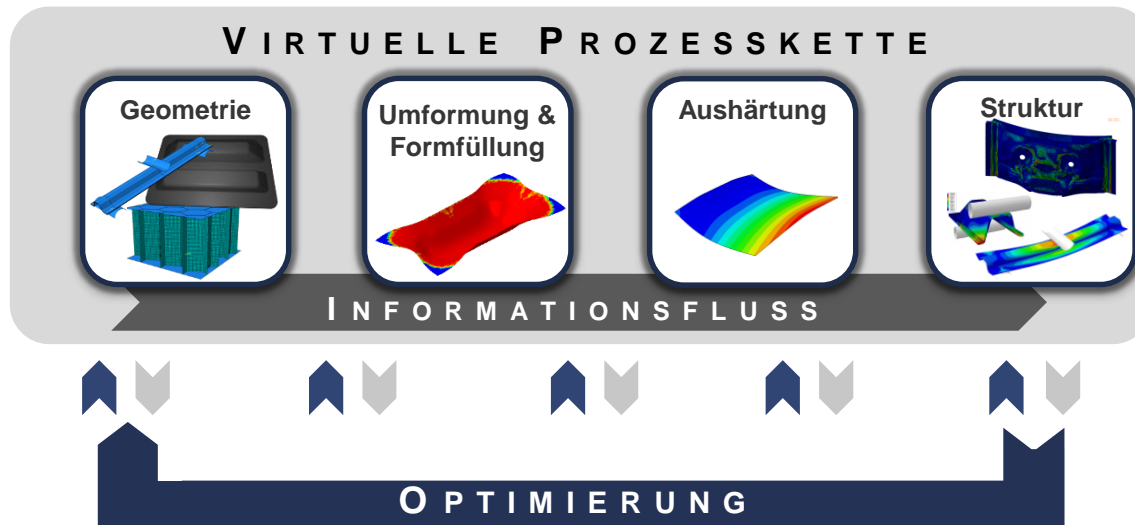 VIRTUELLE PROZESSKETTE
Geometrie
Umformung &
Formfüllung
Aushärtung
Struktur
INFORMATIONSFLUSS
OPTIMIERUNG